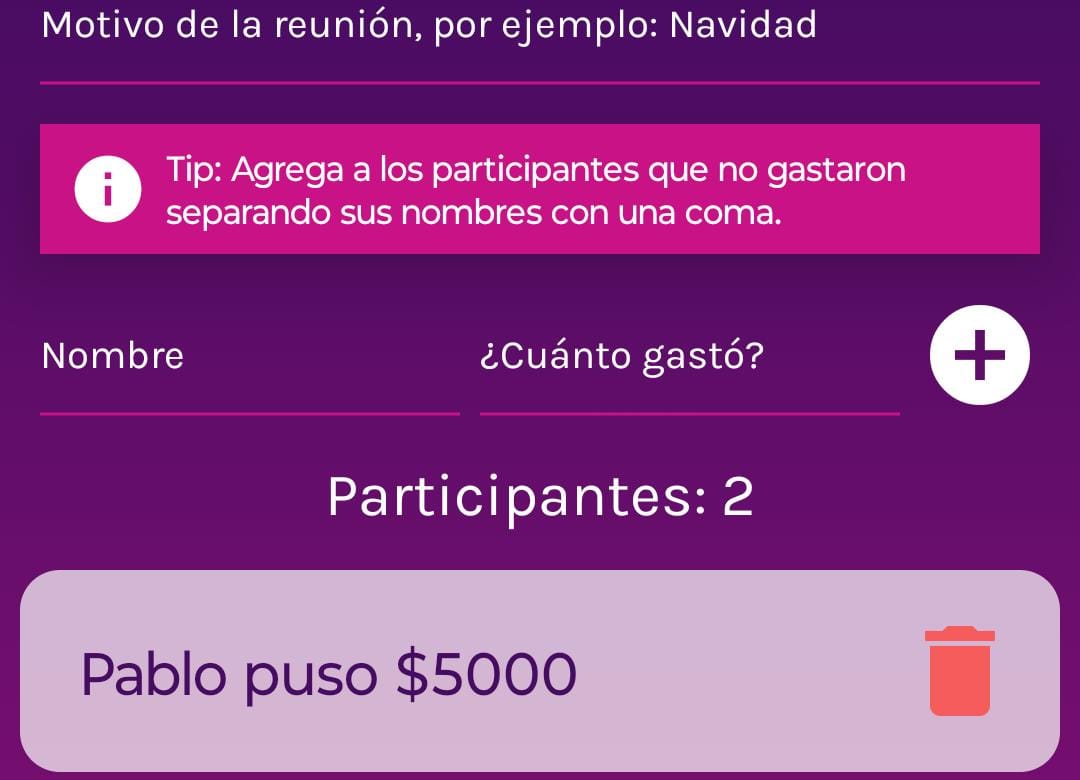 Motivo de la reunión, por ejemplo: Navidad
Tip: Agrega a los participantes que no gastaron
separando sus nombres con una coma.
Nombre
¿Cuánto gastó?
Participantes: 2
Pablo puso $5000